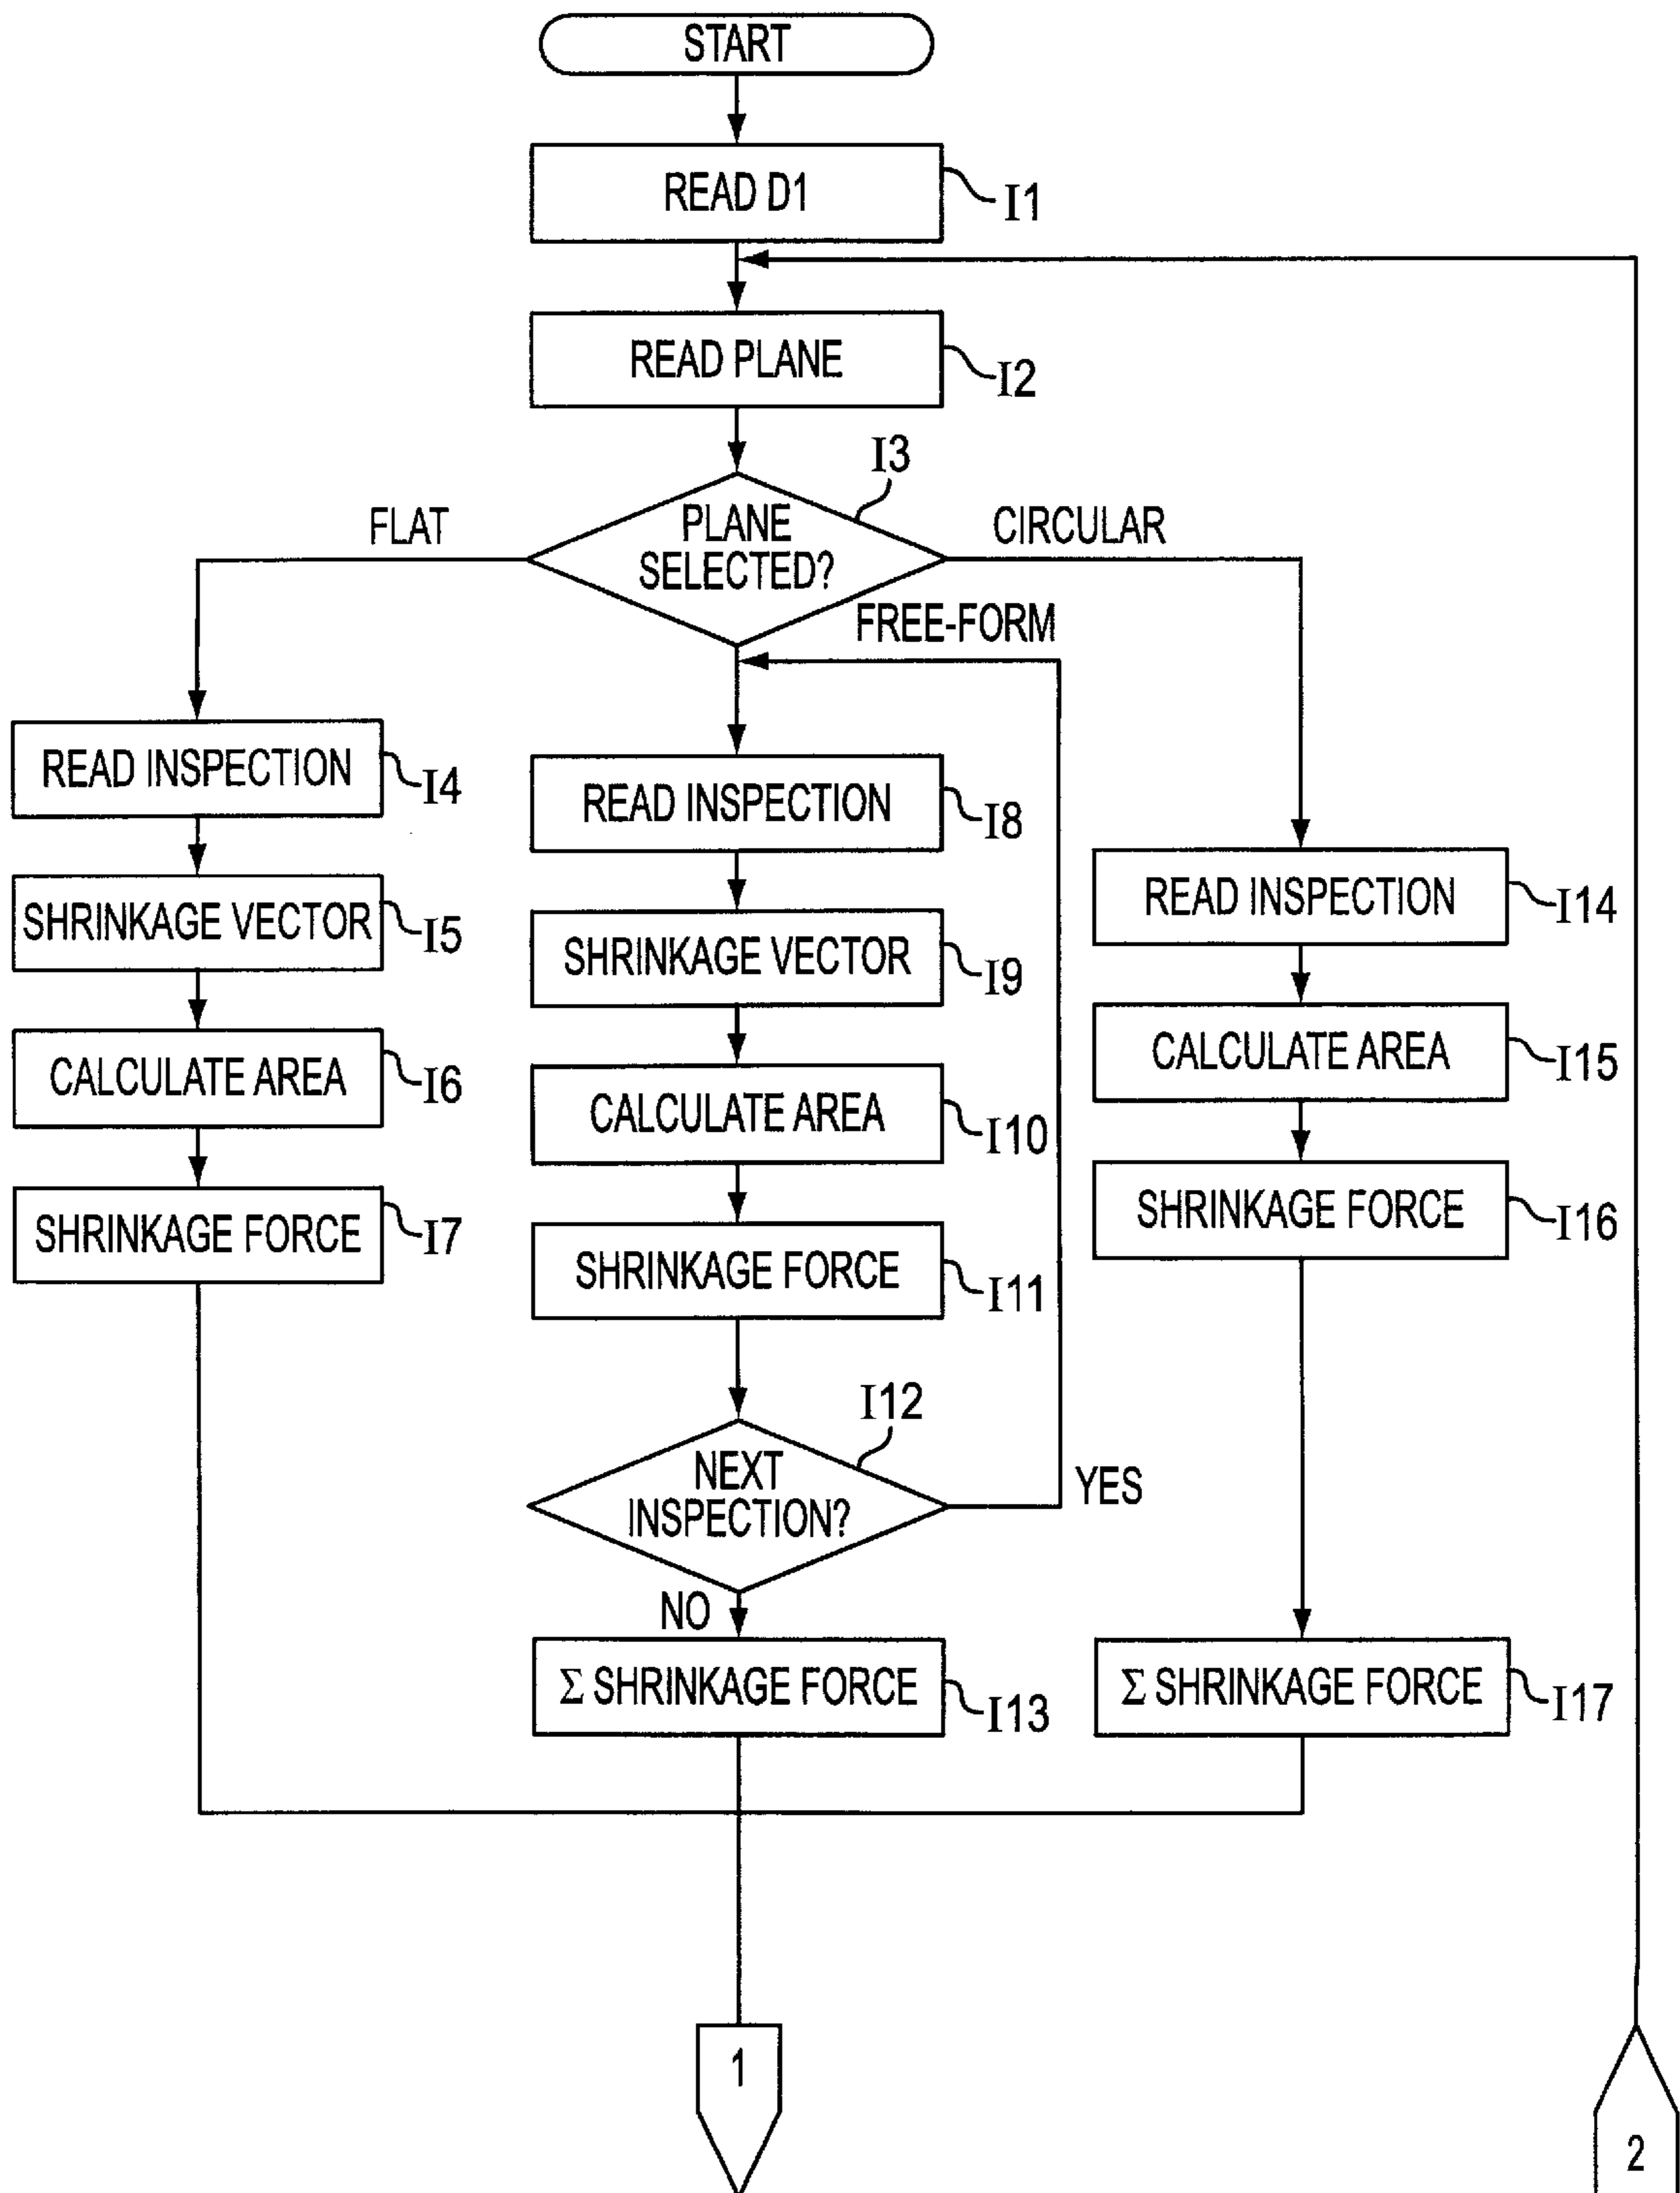 START
READ D1
I1
READ PLANE
I2
I3
PLANE
SELECTED?
FLAT
CIRCULAR
FREE-FORM
READ INSPECTION
I4
SHRINKAGE VECTOR
I5
CALCULATE AREA
I6
SHRINKAGE FORCE
I7
READ INSPECTION
I8
SHRINKAGE VECTOR
I9
CALCULATE AREA
I10
SHRINKAGE FORCE
I11
I12
NEXT
INSPECTION?
YES
NO
Σ SHRINKAGE FORCE
I13
READ INSPECTION
I14
CALCULATE AREA
I15
SHRINKAGE FORCE
I16
Σ SHRINKAGE FORCE
I17
1
2